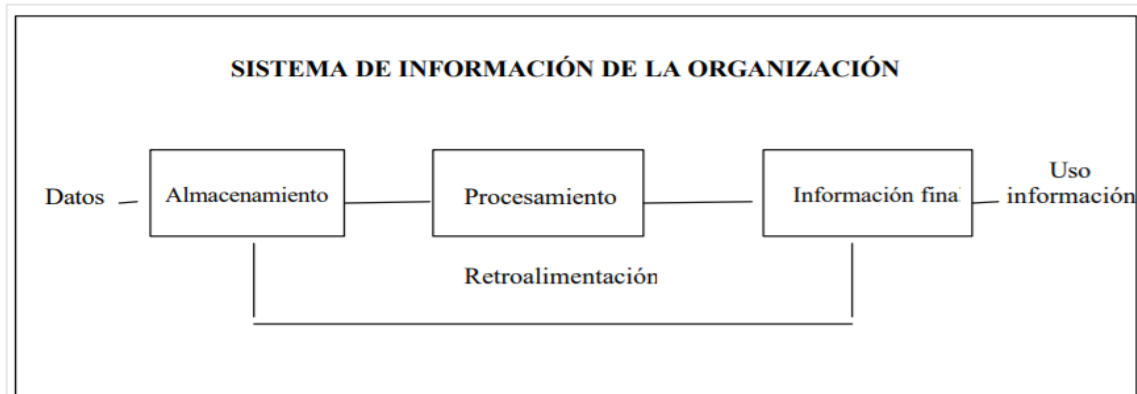 SISTEMA DE INFORMACIÓN DE LA ORGANIZACIÓN
Datos
Almacenamiento
Procesamiento
Información fina
Uso
información
Retroalimentación